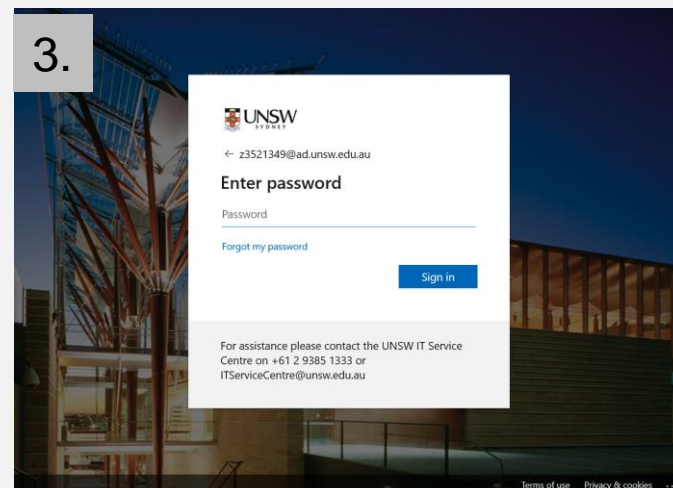 3.
UNSW
SYDNEY
← z3521349@ad.unsw.edu.au
Enter password
Password
Forgot my password
Sign in
For assistance please contact the UNSW IT Service
Centre on +61 2 9385 1333 or
ITServiceCentre@unsw.edu.au
Terms of use Privacy & cookies ...